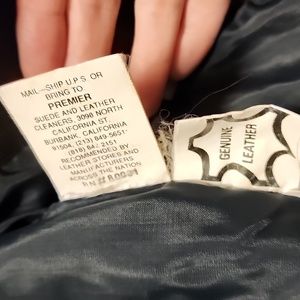 MAIL—SHIP U.P.S. OR
BRING TO
PREMIER
SUEDE AND LEATHER
CLEANERS, 3090 NORTH
CALIFORNIA ST.
BURBANK, CALIFORNIA
91504, (213) 849-5651
(818) 842-2151
RECOMMENDED BY
LEATHER STORES AND
MANUFACTURERS
ACROSS THE NATION
GENUINE
LEATHER